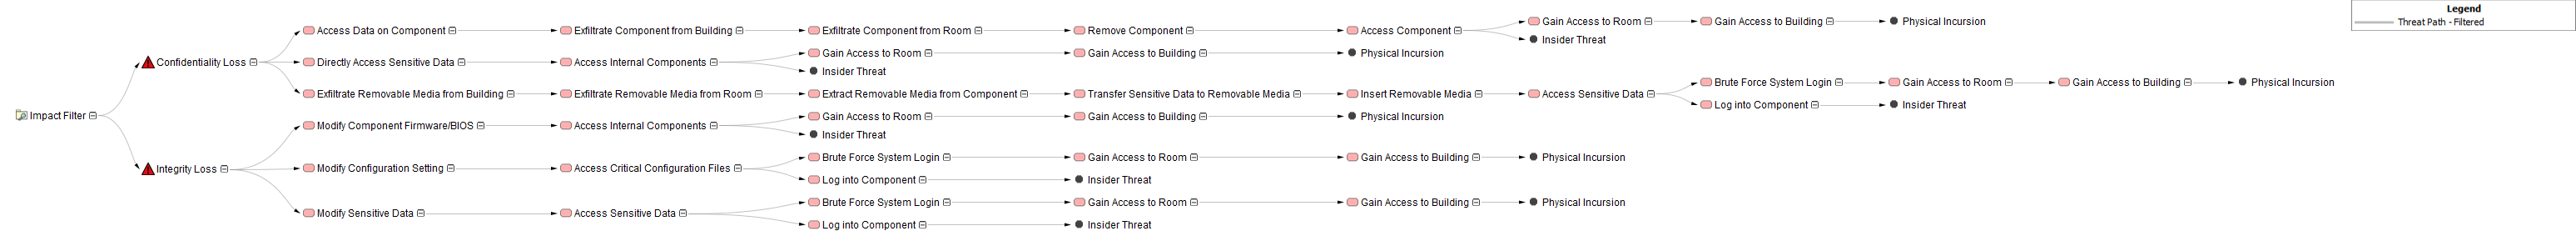 Legend
Threat Path - Filtered
Gain Access to Room
Gain Access to Building
Physical Incursion
Access Data on Component
Exfiltrate Component from Building
Exfiltrate Component from Room
Remove Component
Access Component
Insider Threat
Gain Access to Room
Gain Access to Building
Physical Incursion
Confidentiality Loss
Directly Access Sensitive Data
Access Internal Components
Insider Threat
Brute Force System Login
Gain Access to Room
Gain Access to Building
Physical Incursion
Exfiltrate Removable Media from Building
Exfiltrate Removable Media from Room
Extract Removable Media from Component
Transfer Sensitive Data to Removable Media
Insert Removable Media
Access Sensitive Data
Log into Component
Insider Threat
Impact Filter
Gain Access to Room
Gain Access to Building
Physical Incursion
Modify Component Firmware/BIOS
Access Internal Components
Insider Threat
Brute Force System Login
Gain Access to Room
Gain Access to Building
Physical Incursion
Integrity Loss
Modify Configuration Setting
Access Critical Configuration Files
Log into Component
Insider Threat
Brute Force System Login
Gain Access to Room
Gain Access to Building
Physical Incursion
Modify Sensitive Data
Access Sensitive Data
Log into Component
Insider Threat